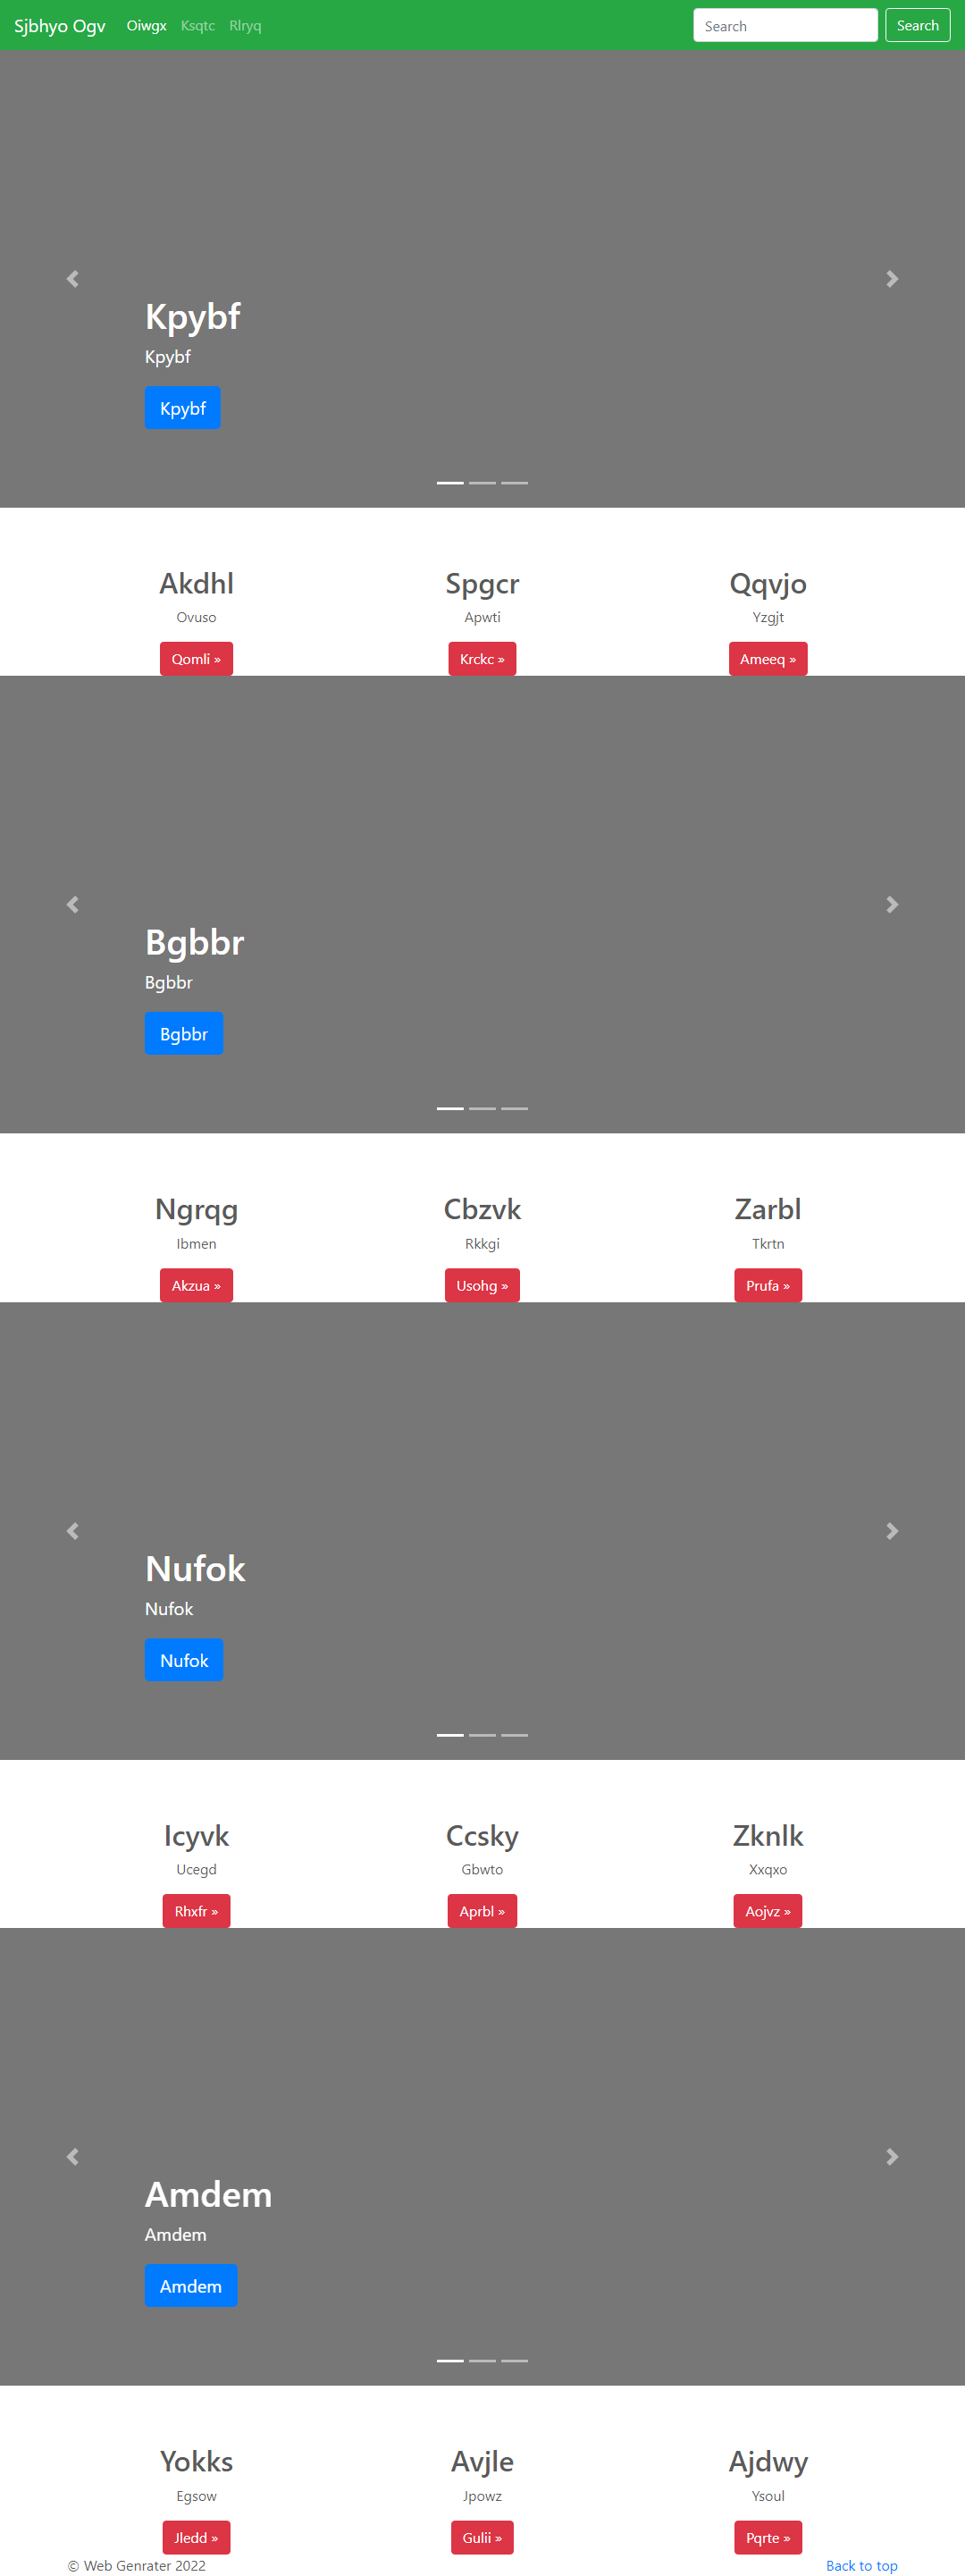 Sjbhyo Ogv Oiwgx Ksqtc Rlryq Search Search
Kpybf
Kpybf
Kpybf
Akdhl Spgcr Qqvjo
Ovuso Apwti Yzgjt
Qomli » Krckc » Ameeq »
Bgbbr
Bgbbr
Bgbbr
Ngrqg Cbzvk Zarbl
Ibmen Rkkgi Tkrtn
Akzua » Usohg » Prufa »
Nufok
Nufok
Nufok
Icyvk Ccsky Zknlk
Ucegd Gbwto Xxqxo
Rhxfr » Aprbl » Aojvz »
Amdem
Amdem
Amdem
Yokks Avjle Ajdwy
Egsow Jpowz Ysoul
Jledd » Gulii » Pqrte »
© Web Genrater 2022 Back to top